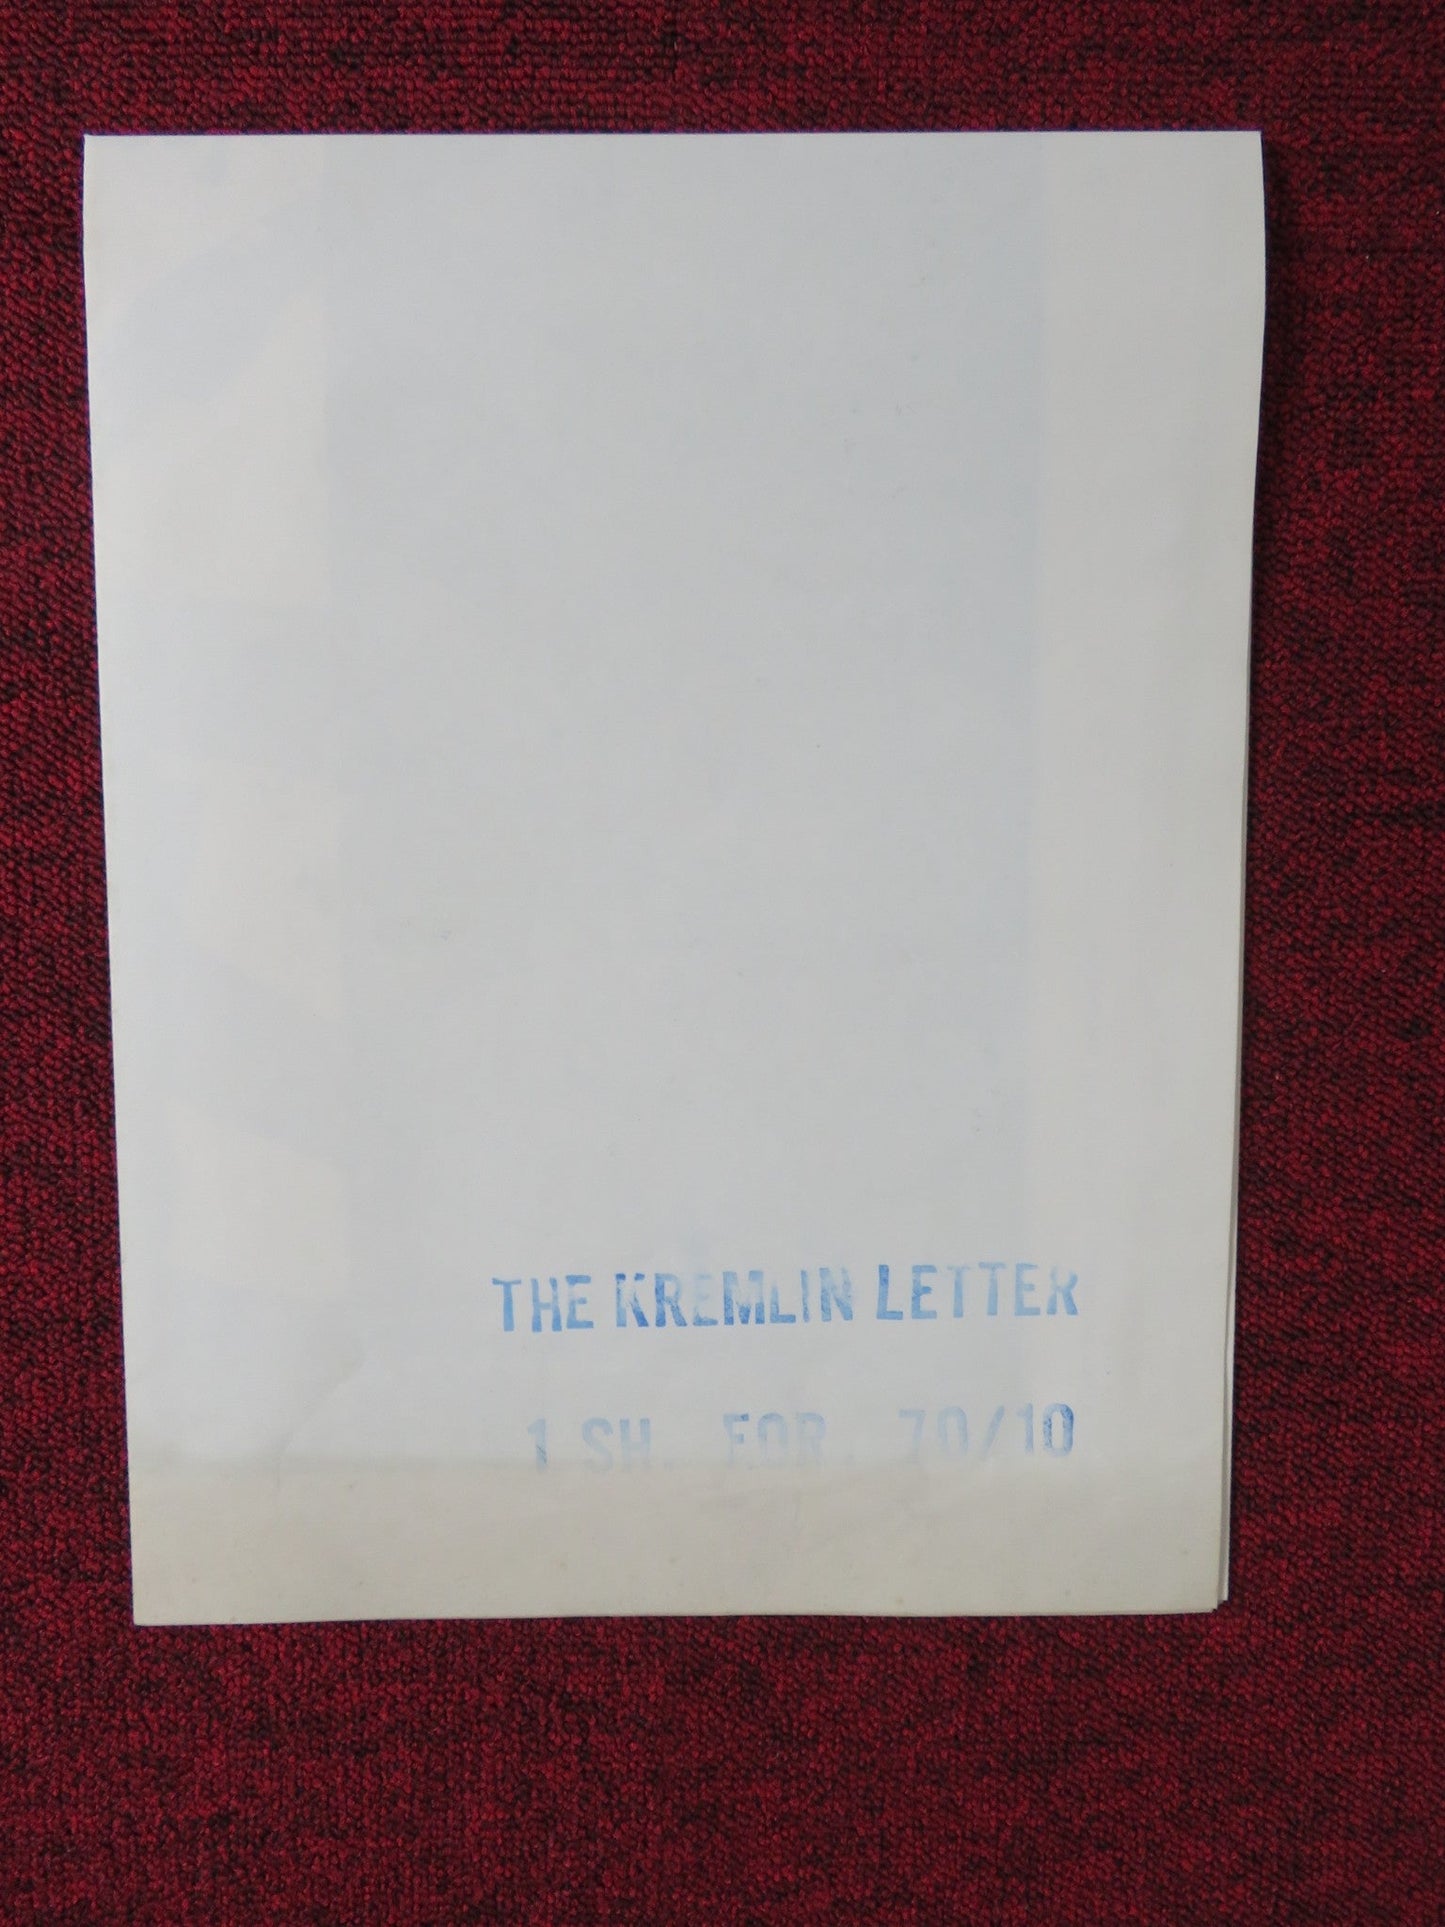 THE KREMLIN LETTER
1 SH. FOR. 70/10